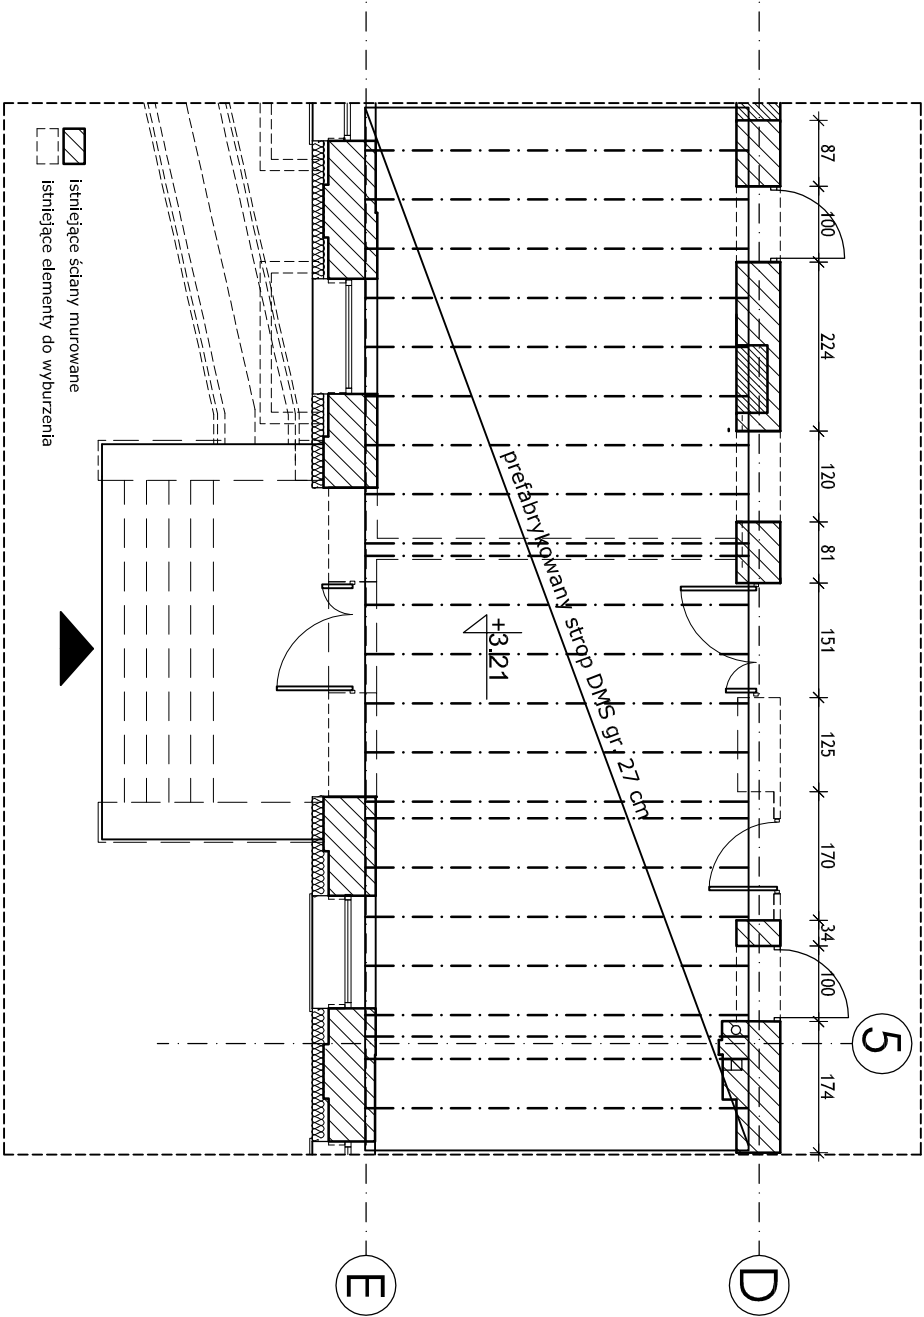 87
100
224
120
81
151
125
170
34
100
174
5
prefabrykowany strop DMS gr. 27 cm
+3.21
istniejące ściany murowane
istniejące elementy do wyburzenia
D
E